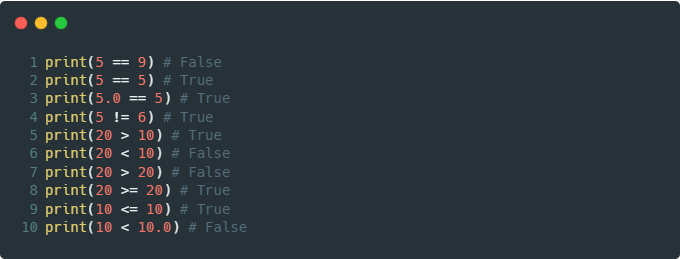 1 print(5 == 9) # False
2 print(5 == 5) # True
3 print(5.0 == 5) # True
4 print(5 != 6) # True
5 print(20 > 10) # True
6 print(20 < 10) # False
7 print(20 > 20) # False
8 print(20 >= 20) # True
9 print(10 <= 10) # True
10 print(10 < 10.0) # False